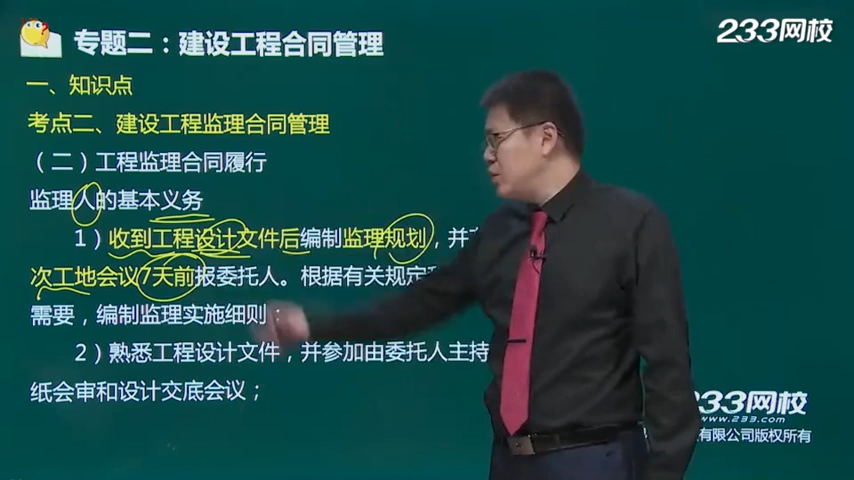 专题二：建设工程合同管理
233网校
一、知识点
考点二、建设工程监理合同管理
（二）工程监理合同履行
监理人的基本义务
1）收到工程设计文件后编制监理规划，并
次工地会议7天前报委托人。根据有关规定
需要，编制监理实施细则；
2）熟悉工程设计文件，并参加由委托人主持
纸会审和设计交底会议；
233网校
www.233.com
有限公司版权所有